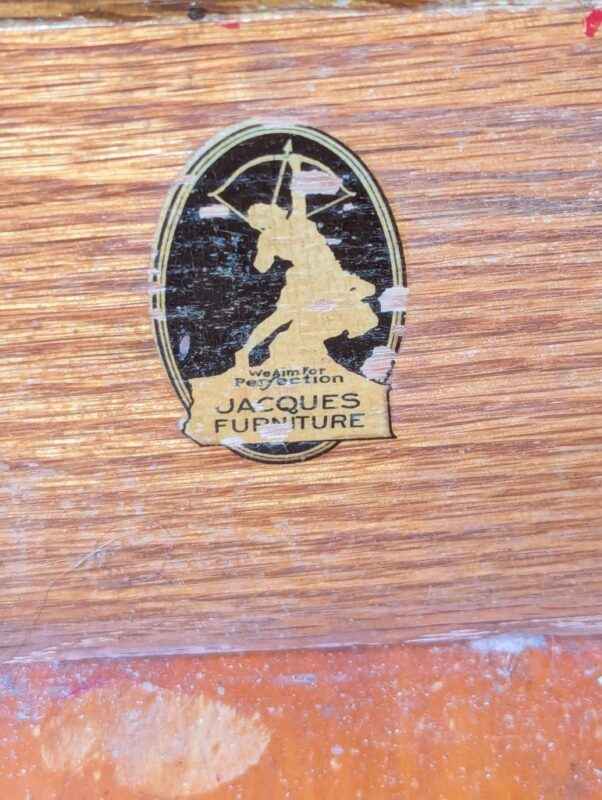 We Aim For
Perfection
JACQUES
FURNITURE